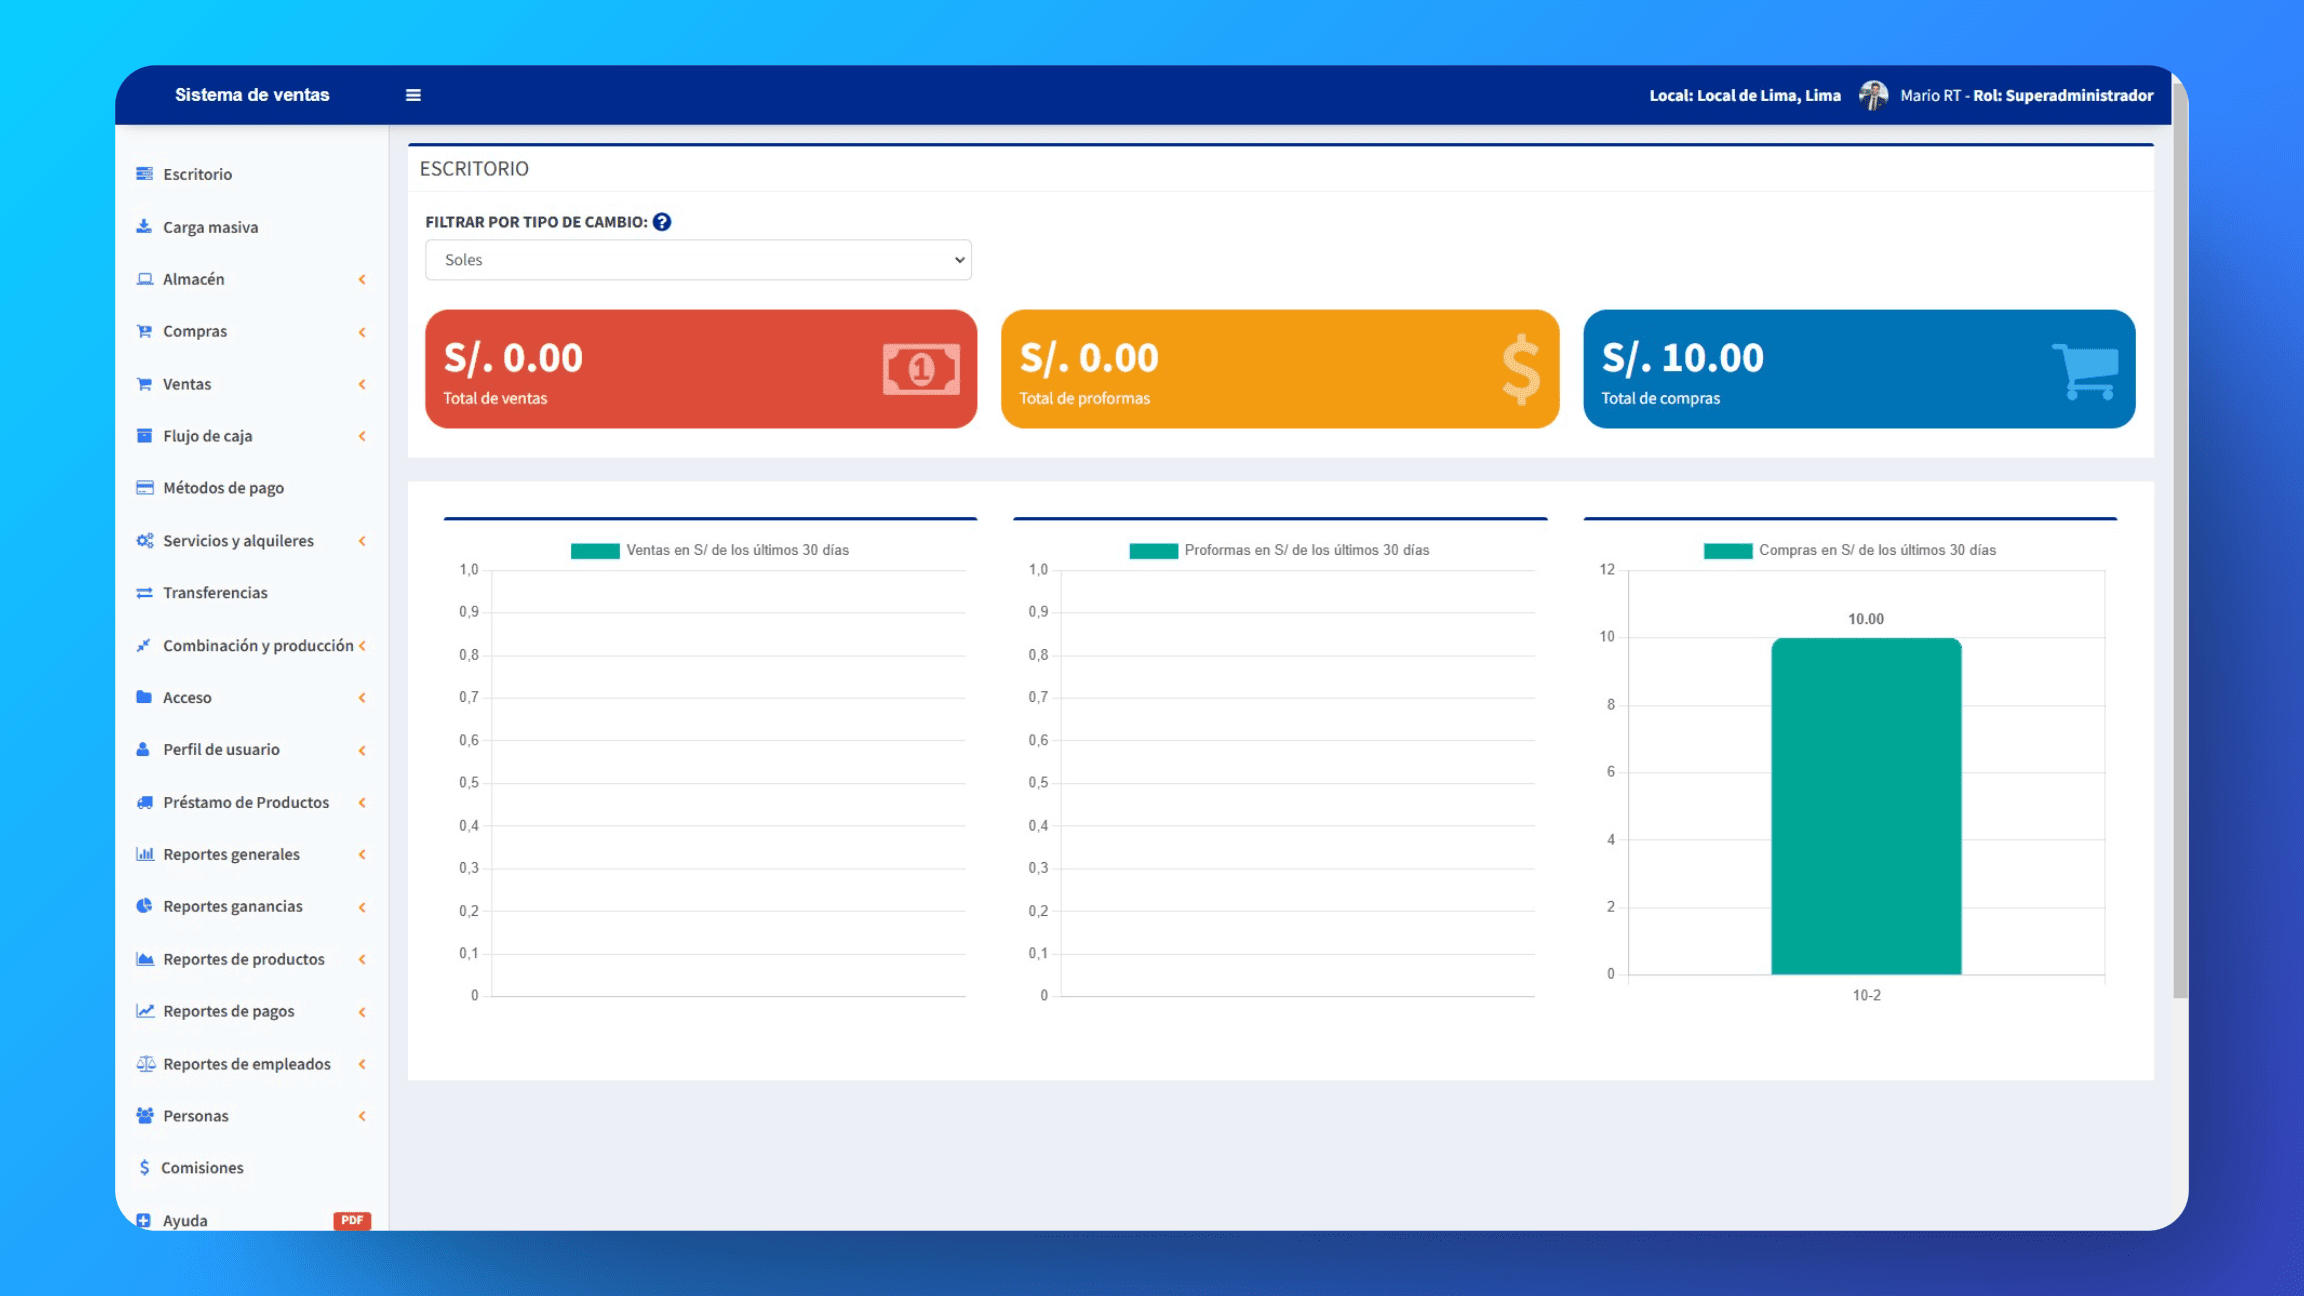 Sistema de ventas
Local: Local de Lima, Lima
Mario RT - Rol: Superadministrador
Escritorio
Carga masiva
Almacén
Compras
Ventas
Flujo de caja
Métodos de pago
Servicios y alquileres
Transferencias
Combinación y producción
Acceso
Perfil de usuario
Préstamo de Productos
Reportes generales
Reportes ganancias
Reportes de productos
Reportes de pagos
Reportes de empleados
Personas
Comisiones
Ayuda
PDF
ESCRITORIO
FILTRAR POR TIPO DE CAMBIO:
Soles
S/. 0.00
Total de ventas
S/. 0.00
Total de proformas
S/. 10.00
Total de compras
Ventas en S/ de los últimos 30 días
1,0
0,9
0,8
0,7
0,6
0,5
0,4
0,3
0,2
0,1
0
Proformas en S/ de los últimos 30 días
1,0
0,9
0,8
0,7
0,6
0,5
0,4
0,3
0,2
0,1
0
Compras en S/ de los últimos 30 días
12
10
8
6
4
2
0
10.00
10-2